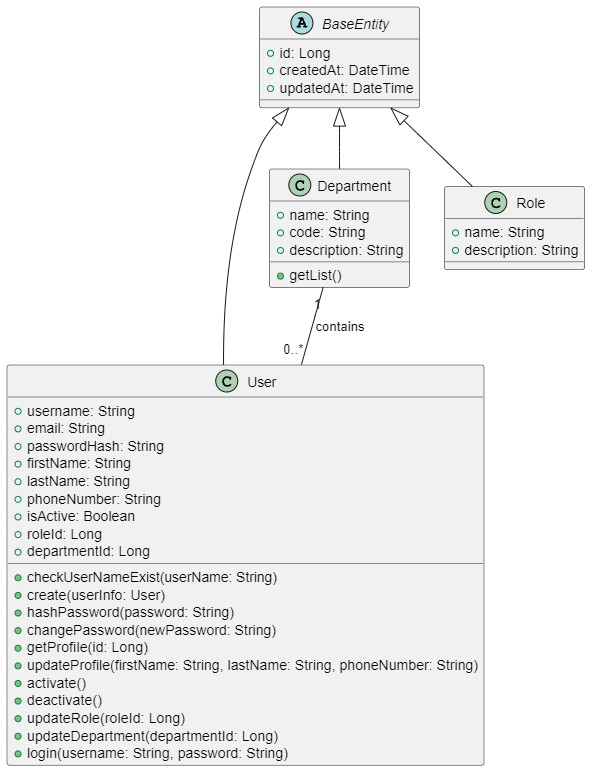 A BaseEntity
id: Long
createdAt: DateTime
updatedAt: DateTime
C Department
name: String
code: String
description: String
getList()
C Role
name: String
description: String
1
contains
0..*
C User
username: String
email: String
passwordHash: String
firstName: String
lastName: String
phoneNumber: String
isActive: Boolean
roleId: Long
departmentId: Long
checkUserNameExist(userName: String)
create(userInfo: User)
hashPassword(password: String)
changePassword(newPassword: String)
getProfile(id: Long)
updateProfile(firstName: String, lastName: String, phoneNumber: String)
activate()
deactivate()
updateRole(roleId: Long)
updateDepartment(departmentId: Long)
login(username: String, password: String)